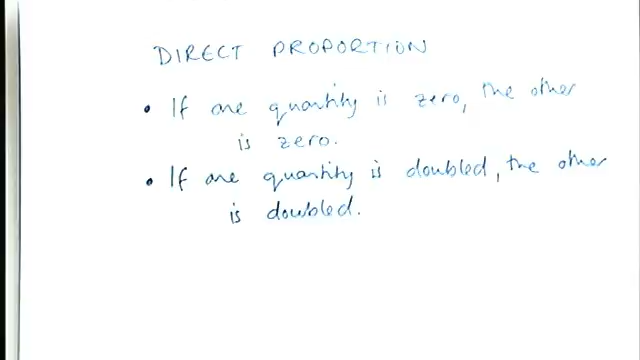 DIRECT PROPORTION
• If one quantity is zero, the other
is zero.
• If one quantity is doubled, the other
is doubled.